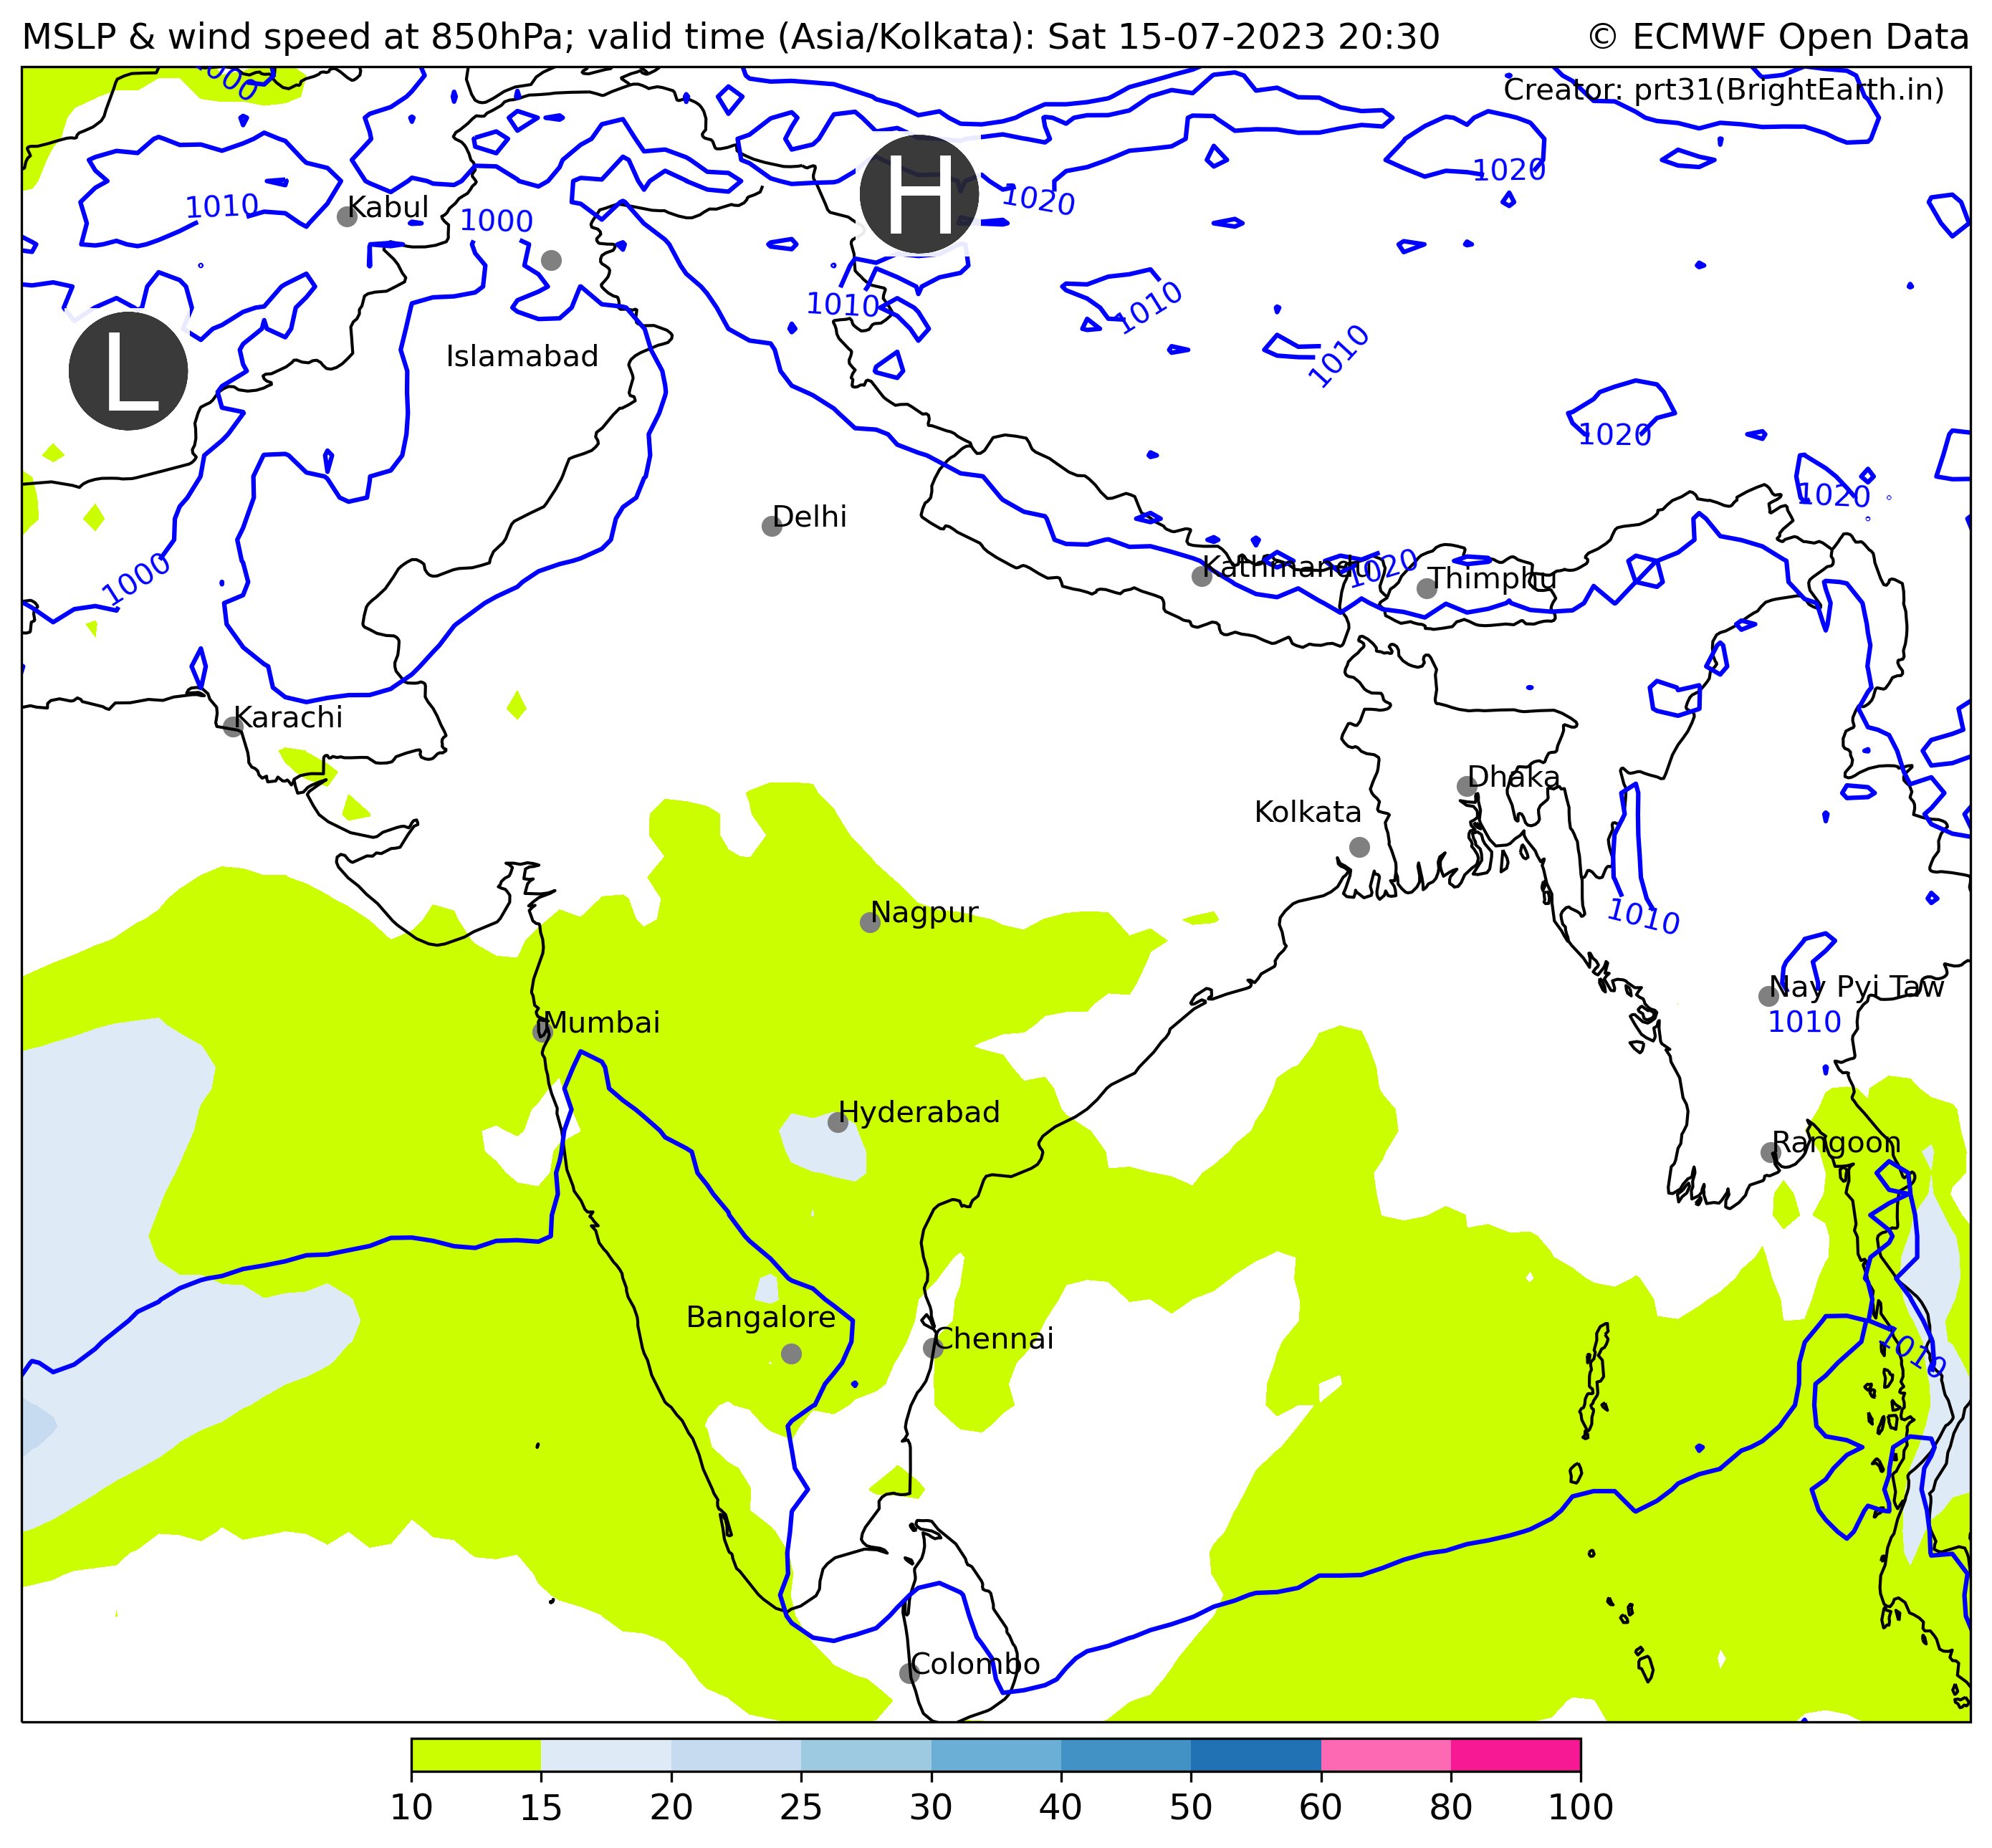 MSLP & wind speed at 850hPa; valid time (Asia/Kolkata): Sat 15-07-2023 20:30
© ECMWF Open Data
Creator: prt31(BrightEarth.in)
1020
1010
Kabul
1000
H
1020
1010
1010
1010
L
Islamabad
1020
1020
Delhi
1000
Kathmandu
1020
Thimphu
Karachi
Dhaka
Kolkata
Nagpur
1010
Nay Pyi Taw
1010
Mumbai
Hyderabad
Rangoon
Bangalore
Chennai
1010
Colombo
10 15 20 25 30 40 50 60 80 100